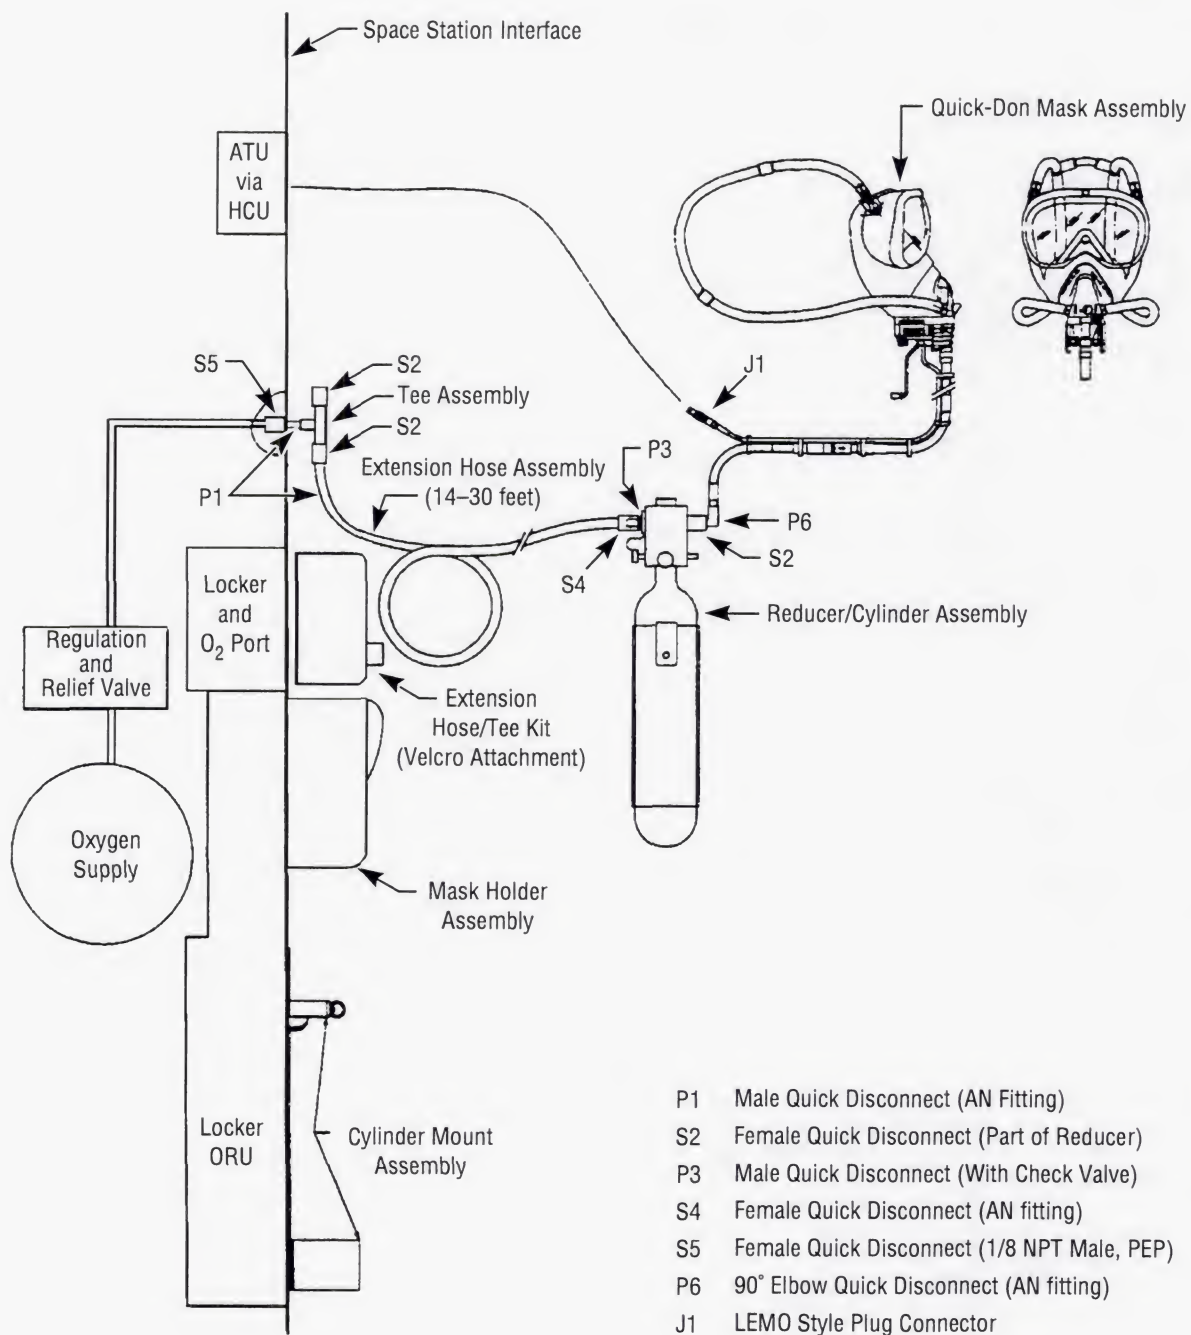 Space Station Interface
Quick-Don Mask Assembly
ATU
via
HCU
S5
S2
Tee Assembly
S2
J1
P3
Extension Hose Assembly
(14–30 feet)
P1
P6
S4
S2
Locker
and
O₂ Port
Reducer/Cylinder Assembly
Regulation
and
Relief Valve
Extension
Hose/Tee Kit
(Velcro Attachment)
Oxygen
Supply
Mask Holder
Assembly
Locker
ORU
Cylinder Mount
Assembly
P1 Male Quick Disconnect (AN Fitting)
S2 Female Quick Disconnect (Part of Reducer)
P3 Male Quick Disconnect (With Check Valve)
S4 Female Quick Disconnect (AN fitting)
S5 Female Quick Disconnect (1/8 NPT Male, PEP)
P6 90° Elbow Quick Disconnect (AN fitting)
J1 LEMO Style Plug Connector